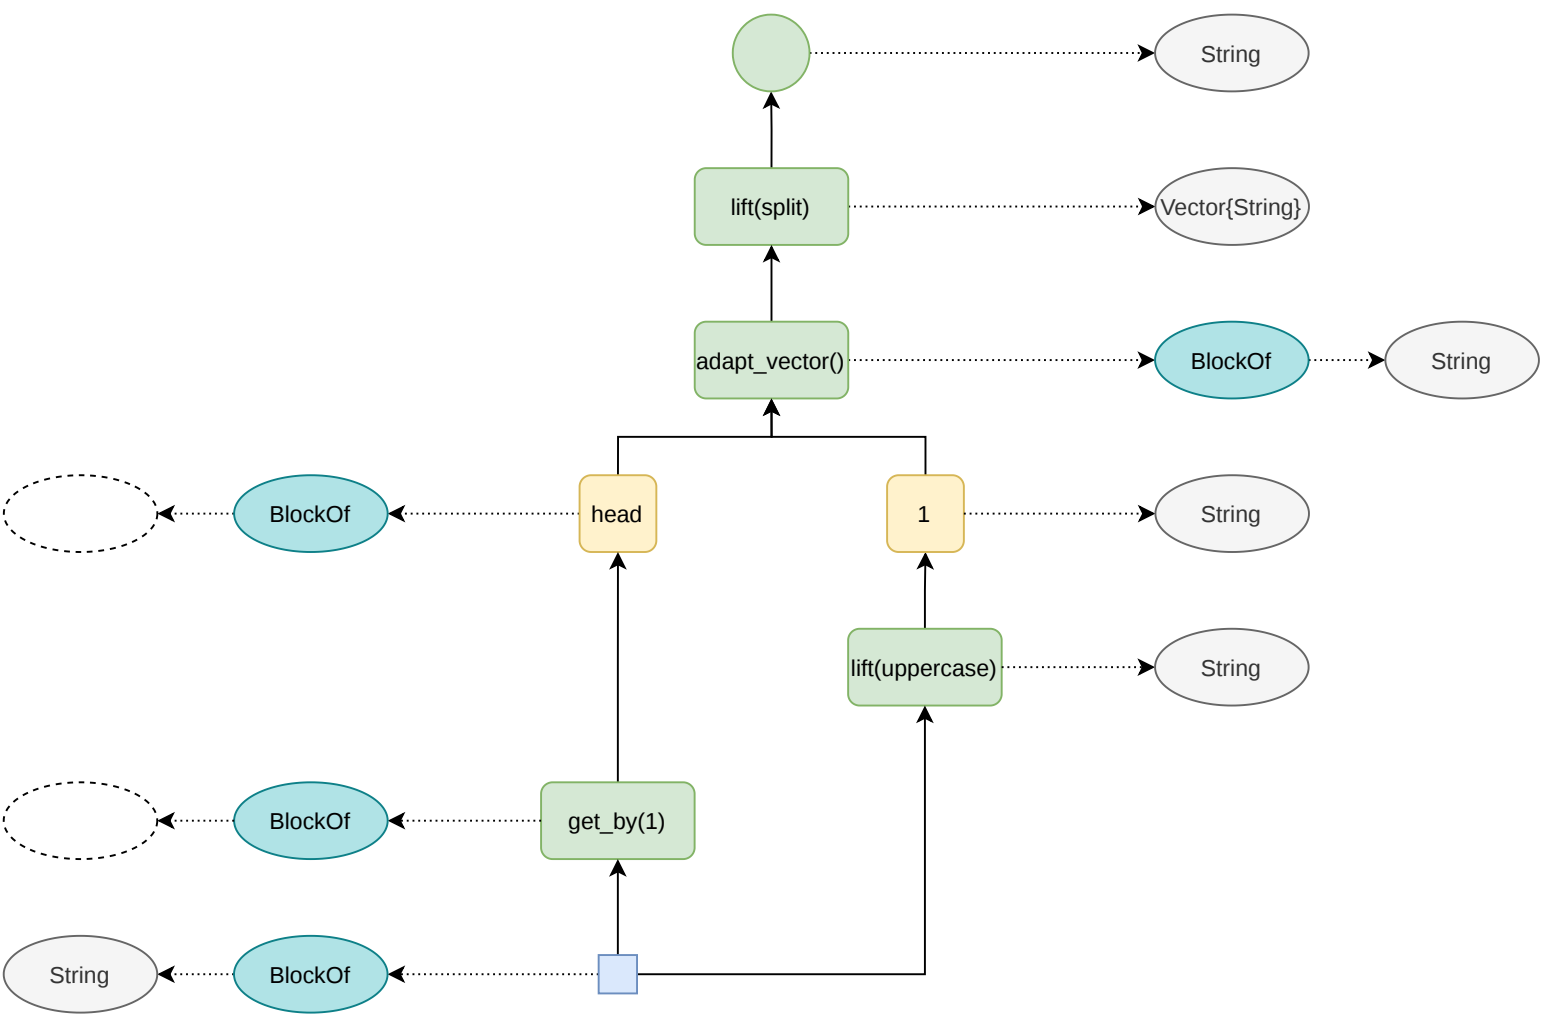 String
lift(split)
Vector{String}
adapt_vector()
BlockOf
String
BlockOf
head
1
String
lift(uppercase)
String
BlockOf
get_by(1)
String
BlockOf